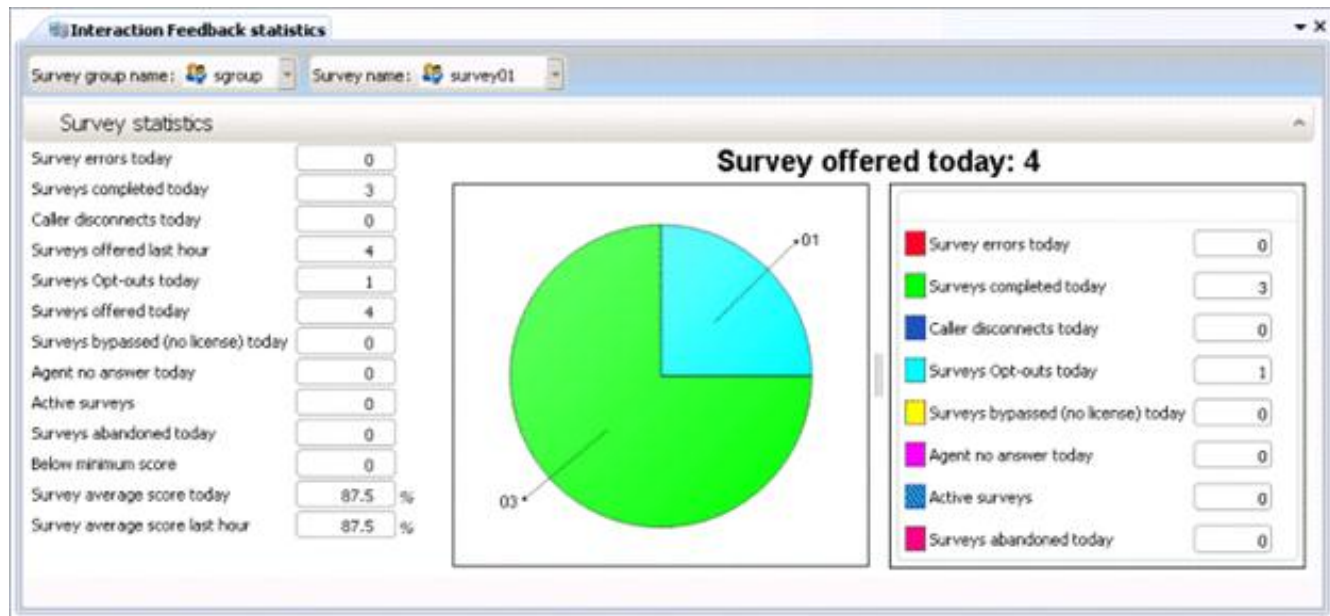 Interaction Feedback statistics
Survey group name: sgroup Survey name: survey01
Survey statistics
Survey errors today 0
Surveys completed today 3
Caller disconnects today 0
Surveys offered last hour 4
Surveys Opt-outs today 1
Surveys offered today 4
Surveys bypassed (no license) today 0
Agent no answer today 0
Active surveys 0
Surveys abandoned today 0
Below minimum score 0
Survey average score today 87.5 %
Survey average score last hour 87.5 %
Survey offered today: 4
01
03
Survey errors today 0
Surveys completed today 3
Caller disconnects today 0
Surveys Opt-outs today 1
Surveys bypassed (no license) today 0
Agent no answer today 0
Active surveys 0
Surveys abandoned today 0